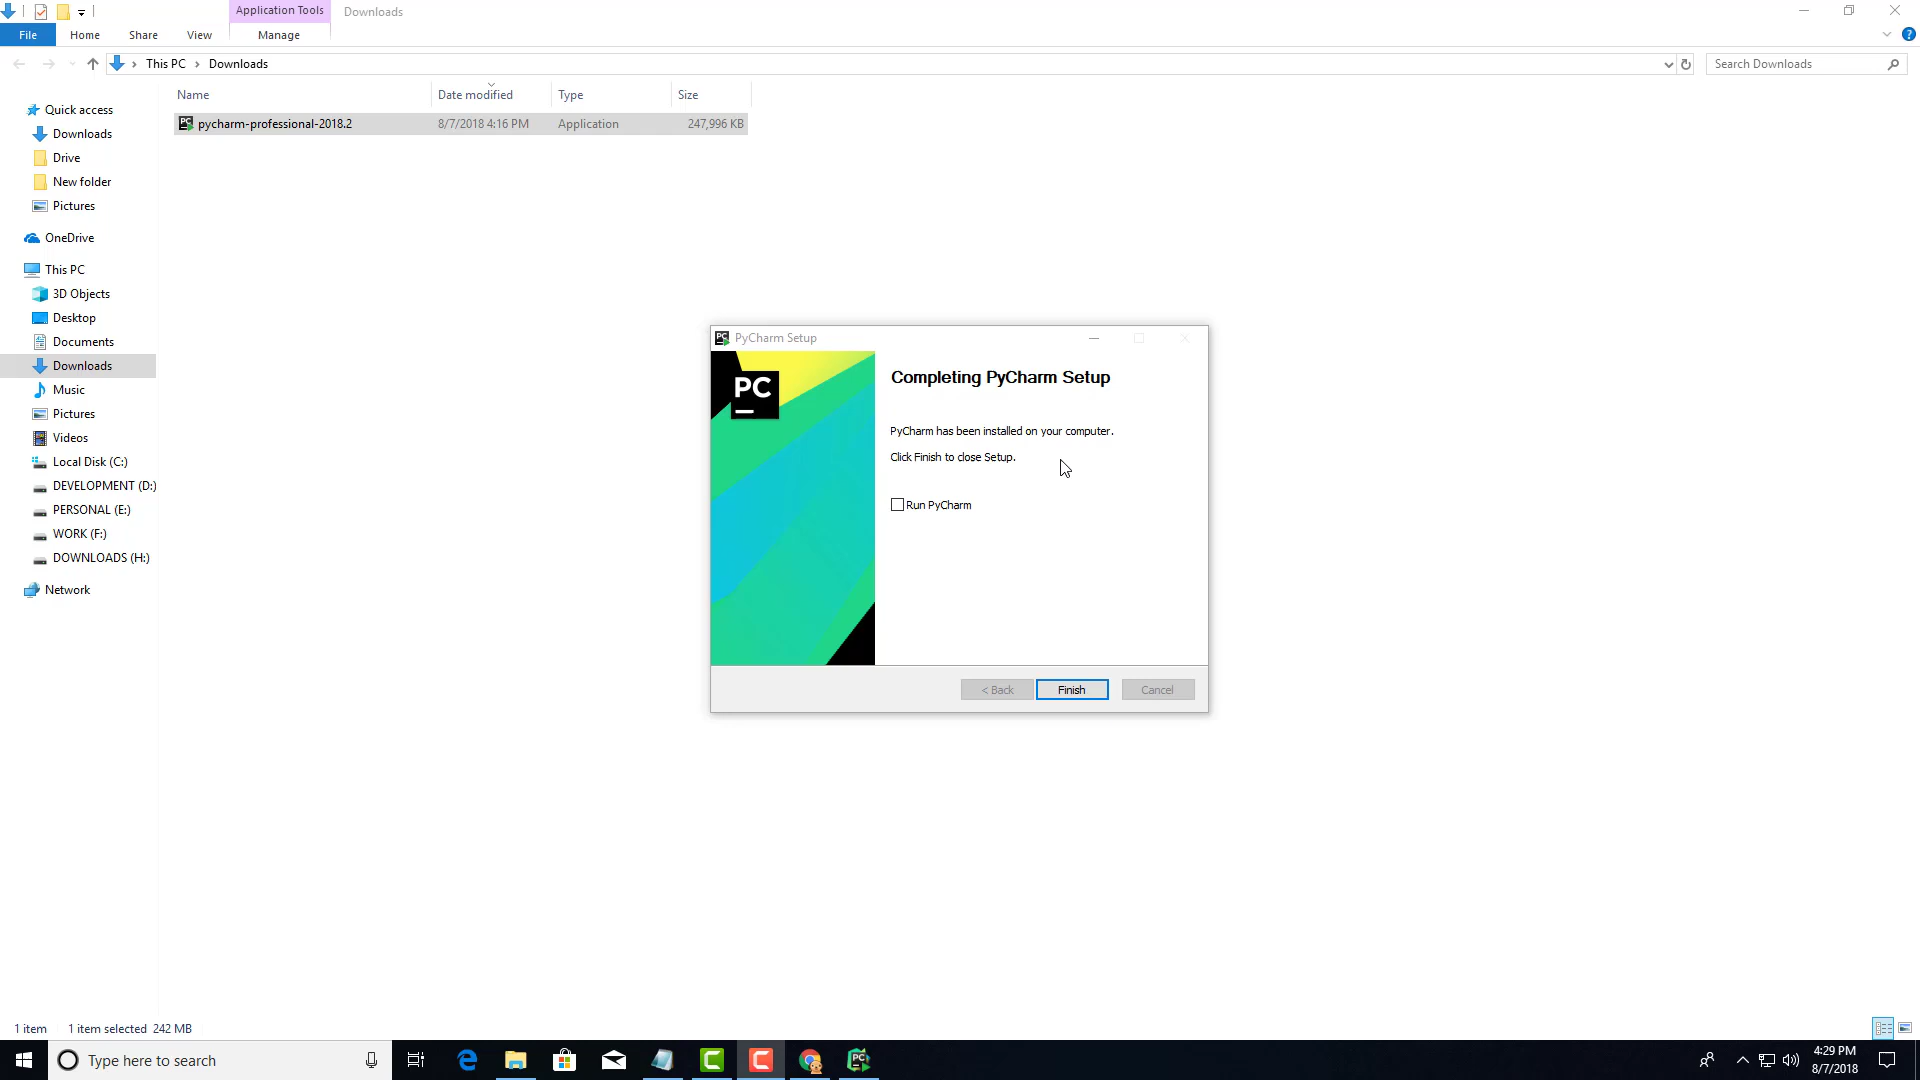 Application Tools
Downloads
File
Home
Share
View
Manage
This PC
Downloads
Search Downloads
Name
Date modified
Type
Size
Quick access
PC
pycharm-professional-2018.2
8/7/2018 4:16 PM
Application
247,996 KB
Downloads
Drive
New folder
Pictures
OneDrive
This PC
3D Objects
Desktop
Documents
Downloads
Music
Pictures
Videos
Local Disk (C:)
DEVELOPMENT (D:)
PERSONAL (E:)
WORK (F:)
DOWNLOADS (H:)
Network
PC
PyCharm Setup
PC
Completing PyCharm Setup
PyCharm has been installed on your computer.
Click Finish to close Setup.
Run PyCharm
< Back
Finish
Cancel
1 item
1 item selected 242 MB
Type here to search
PC
4:29 PM
8/7/2018